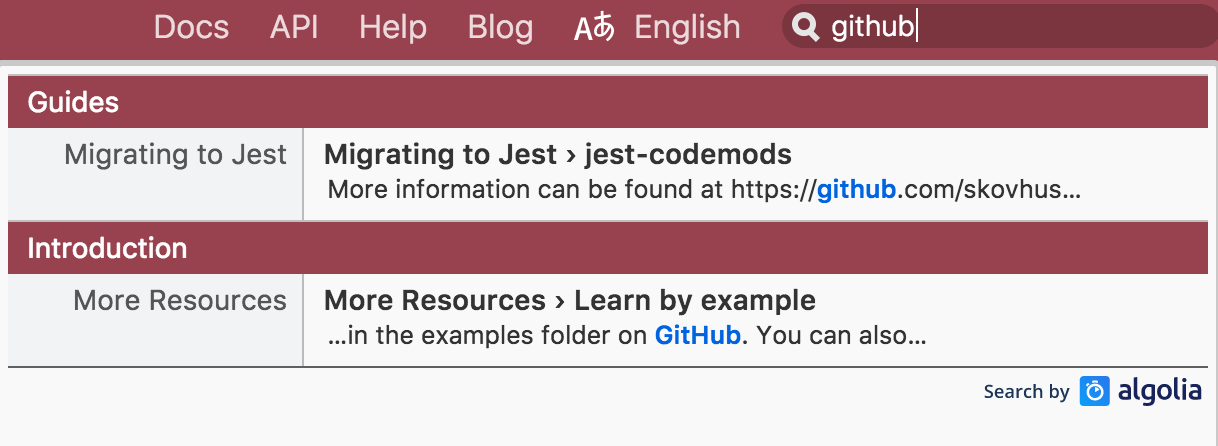 Docs API Help Blog Aあ English github
Guides
Migrating to Jest
Migrating to Jest › jest-codemods
More information can be found at https://github.com/skovhus...
Introduction
More Resources
More Resources › Learn by example
...in the examples folder on GitHub. You can also...
Search by algolia